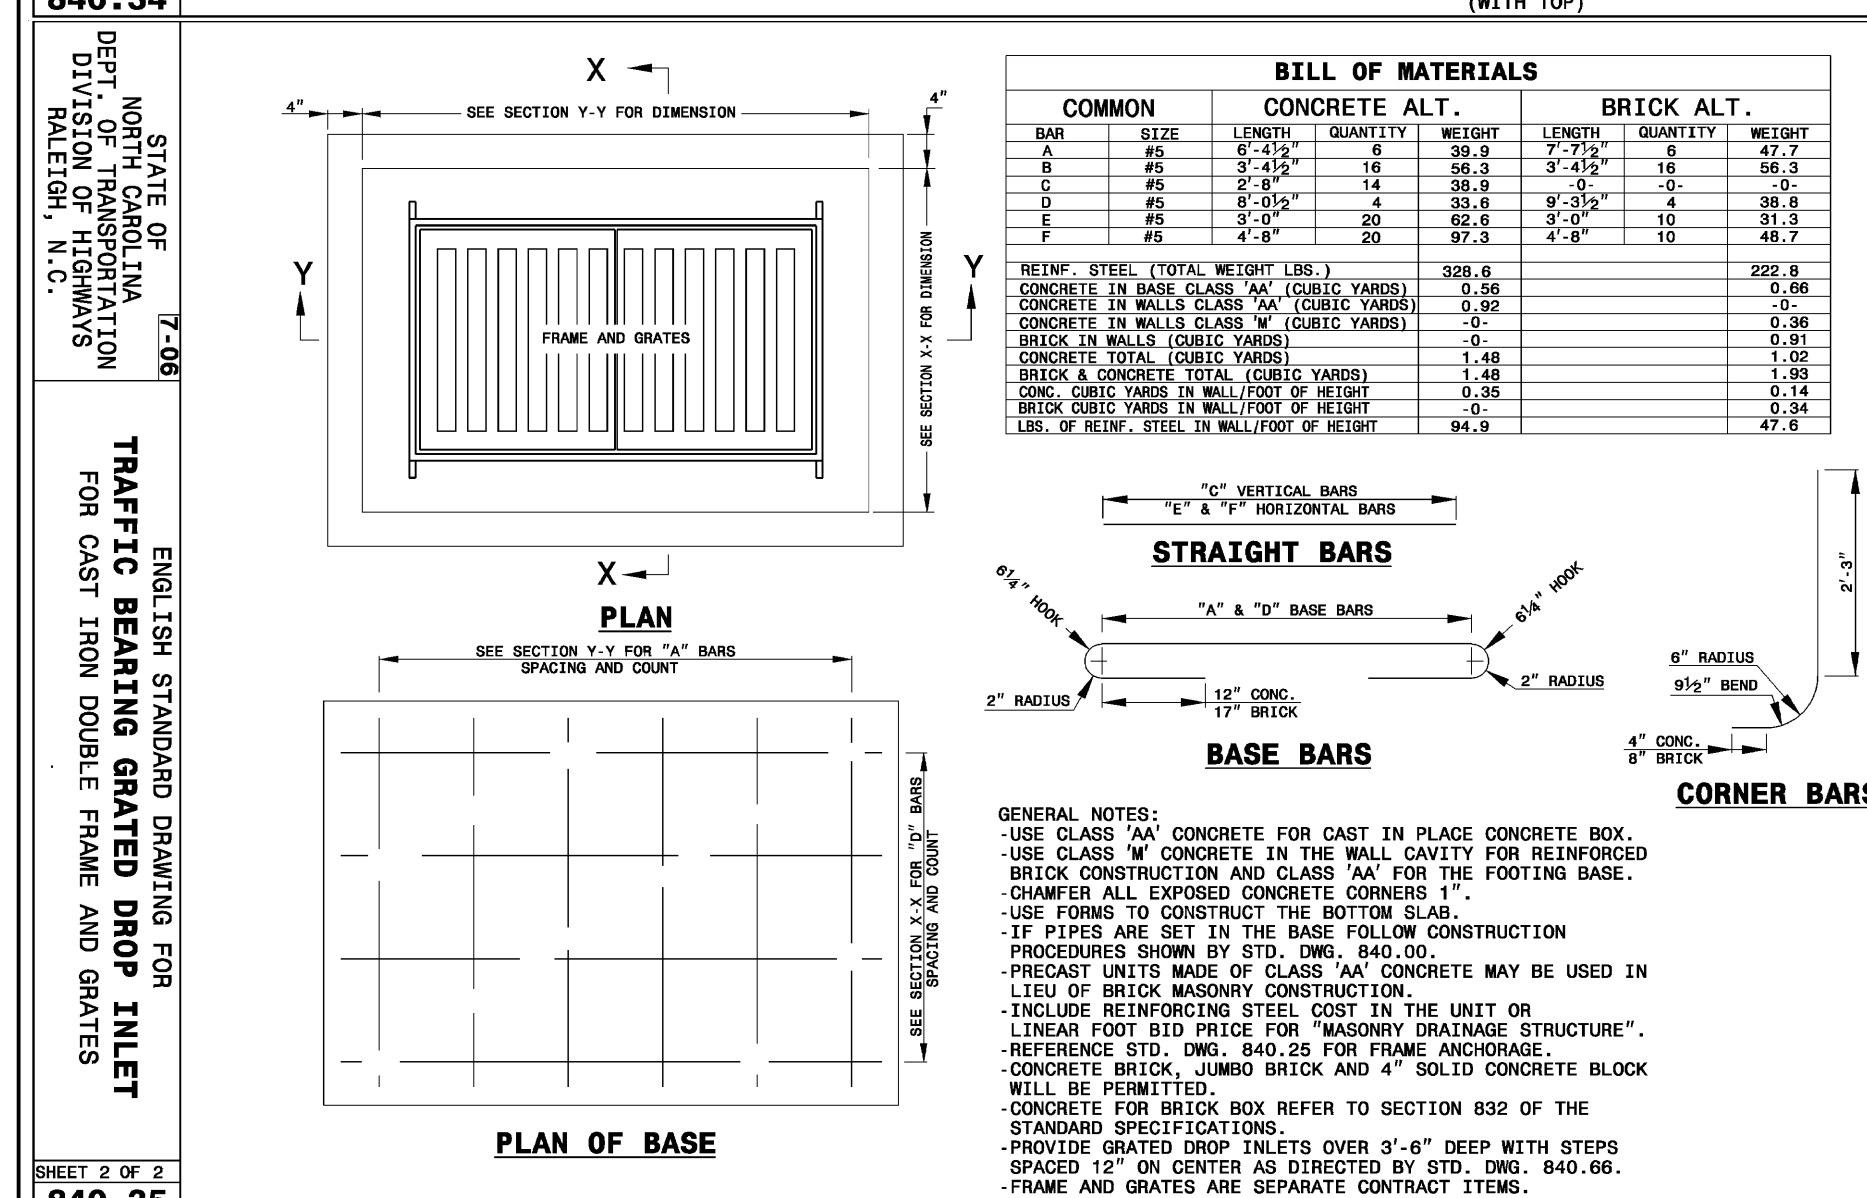 840.34
(WITH TOP)
STATE OF
NORTH CAROLINA
DEPT. OF TRANSPORTATION
DIVISION OF HIGHWAYS
RALEIGH, N.C.
7-06
ENGLISH STANDARD DRAWING FOR
TRAFFIC BEARING GRATED DROP INLET
FOR CAST IRON DOUBLE FRAME AND GRATES
SHEET 2 OF 2
840.35
X
4"
SEE SECTION Y-Y FOR DIMENSION
4"
Y
Y
SEE SECTION X-X FOR DIMENSION
FRAME AND GRATES
X
PLAN
SEE SECTION Y-Y FOR "A" BARS
SPACING AND COUNT
SEE SECTION X-X FOR "D" BARS
SPACING AND COUNT
PLAN OF BASE
BILL OF MATERIALS
COMMON CONCRETE ALT. BRICK ALT.
BAR SIZE LENGTH QUANTITY WEIGHT LENGTH QUANTITY WEIGHT
A #5 6'-4½" 6 39.9 7'-7½" 6 47.7
B #5 3'-4½" 16 56.3 3'-4½" 16 56.3
C #5 2'-8" 14 38.9 -0- -0- -0-
D #5 8'-0½" 4 33.6 9'-3½" 4 38.8
E #5 3'-0" 20 62.6 3'-0" 10 31.3
F #5 4'-8" 20 97.3 4'-8" 10 48.7
REINF. STEEL (TOTAL WEIGHT LBS.) 328.6 222.8
CONCRETE IN BASE CLASS 'AA' (CUBIC YARDS) 0.56 0.66
CONCRETE IN WALLS CLASS 'AA' (CUBIC YARDS) 0.92 -0-
CONCRETE IN WALLS CLASS 'M' (CUBIC YARDS) -0- 0.36
BRICK IN WALLS (CUBIC YARDS) -0- 0.91
CONCRETE TOTAL (CUBIC YARDS) 1.48 1.02
BRICK & CONCRETE TOTAL (CUBIC YARDS) 1.48 1.93
CONC. CUBIC YARDS IN WALL/FOOT OF HEIGHT 0.35 0.14
BRICK CUBIC YARDS IN WALL/FOOT OF HEIGHT -0- 0.34
LBS. OF REINF. STEEL IN WALL/FOOT OF HEIGHT 94.9 47.6
"C" VERTICAL BARS
"E" & "F" HORIZONTAL BARS
STRAIGHT BARS
6¼" HOOK
"A" & "D" BASE BARS
6¼" HOOK
2" RADIUS
12" CONC.
17" BRICK
2" RADIUS
BASE BARS
2'-3"
6" RADIUS
9½" BEND
4" CONC.
8" BRICK
CORNER BARS
GENERAL NOTES:
-USE CLASS 'AA' CONCRETE FOR CAST IN PLACE CONCRETE BOX.
-USE CLASS 'M' CONCRETE IN THE WALL CAVITY FOR REINFORCED
BRICK CONSTRUCTION AND CLASS 'AA' FOR THE FOOTING BASE.
-CHAMFER ALL EXPOSED CONCRETE CORNERS 1".
-USE FORMS TO CONSTRUCT THE BOTTOM SLAB.
-IF PIPES ARE SET IN THE BASE FOLLOW CONSTRUCTION
PROCEDURES SHOWN BY STD. DWG. 840.00.
-PRECAST UNITS MADE OF CLASS 'AA' CONCRETE MAY BE USED IN
LIEU OF BRICK MASONRY CONSTRUCTION.
-INCLUDE REINFORCING STEEL COST IN THE UNIT OR
LINEAR FOOT BID PRICE FOR "MASONRY DRAINAGE STRUCTURE".
-REFERENCE STD. DWG. 840.25 FOR FRAME ANCHORAGE.
-CONCRETE BRICK, JUMBO BRICK AND 4" SOLID CONCRETE BLOCK
WILL BE PERMITTED.
-CONCRETE FOR BRICK BOX REFER TO SECTION 832 OF THE
STANDARD SPECIFICATIONS.
-PROVIDE GRATED DROP INLETS OVER 3'-6" DEEP WITH STEPS
SPACED 12" ON CENTER AS DIRECTED BY STD. DWG. 840.66.
-FRAME AND GRATES ARE SEPARATE CONTRACT ITEMS.